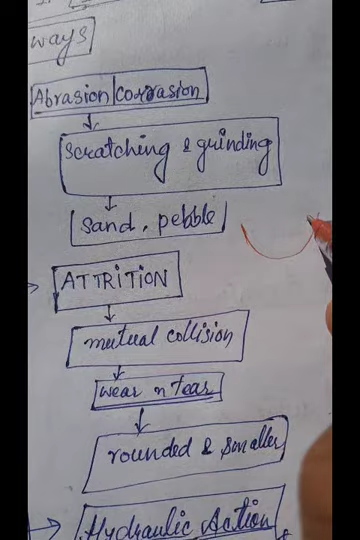 ways
Abrasion/corrasion
scratching & grinding
sand, pebble
ATTRITION
mutual collision
wear n tear
rounded & smaller
Hydraulic Action